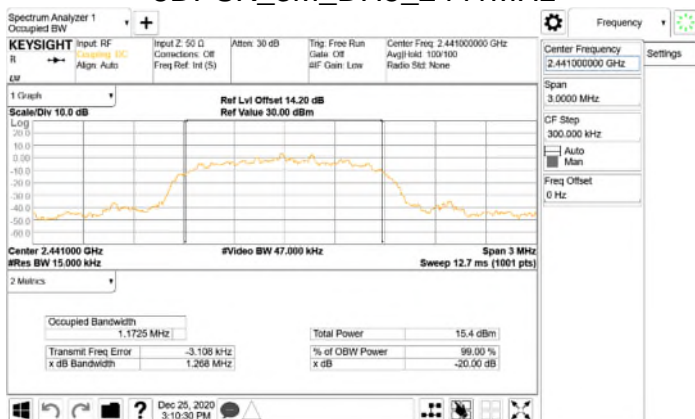 Spectrum Analyzer 1
Occupied BW
Frequency
KEYSIGHT
Input: RF
Coupling: DC
Align: Auto
Input Z: 50 Ω
Corrections: Off
Freq Ref: Int (S)
Atten: 30 dB
Trig: Free Run
Gate: Off
#IF Gain: Low
Center Freq: 2.441000000 GHz
Avg|Hold: 100/100
Radio Std: None
R
LXI
Center Frequency
2.441000000 GHz
Settings
Span
3.0000 MHz
CF Step
300.000 kHz
Auto
Man
Freq Offset
0 Hz
1 Graph
Scale/Div 10.0 dB
Ref Lvl Offset 14.20 dB
Ref Value 30.00 dBm
Log
20.0
10.0
0.00
-10.0
-20.0
-30.0
-40.0
-50.0
-60.0
Center 2.441000 GHz
#Res BW 15.000 kHz
#Video BW 47.000 kHz
Span 3 MHz
Sweep 12.7 ms (1001 pts)
2 Metrics
Occupied Bandwidth
1.1725 MHz
Total Power 15.4 dBm
Transmit Freq Error -3.108 kHz
% of OBW Power 99.00 %
x dB Bandwidth 1.268 MHz
x dB -20.00 dB
Dec 25, 2020
3:10:30 PM